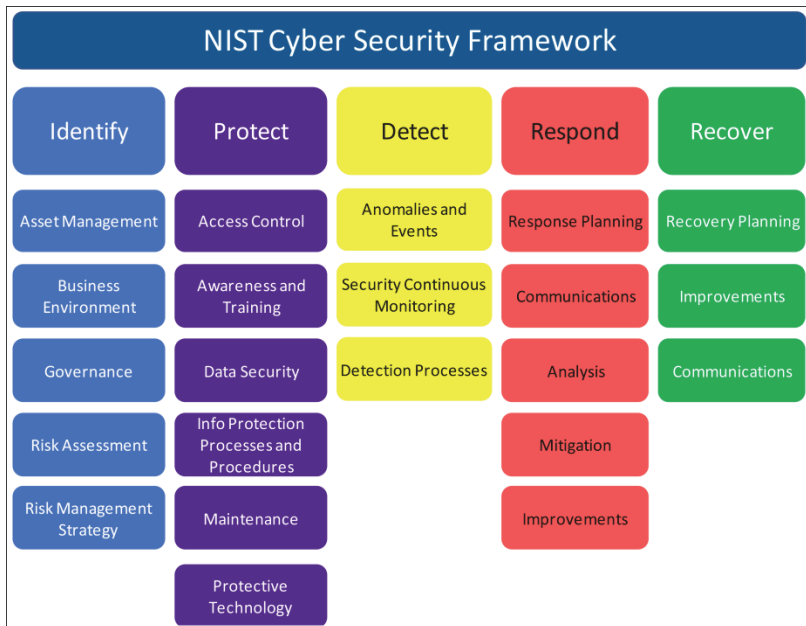 NIST Cyber Security Framework
Identify
Protect
Detect
Respond
Recover
Asset Management
Access Control
Anomalies and
Events
Response Planning
Recovery Planning
Business
Environment
Awareness and
Training
Security Continuous
Monitoring
Communications
Improvements
Governance
Data Security
Detection Processes
Analysis
Communications
Risk Assessment
Info Protection
Processes and
Procedures
Mitigation
Risk Management
Strategy
Maintenance
Improvements
Protective
Technology